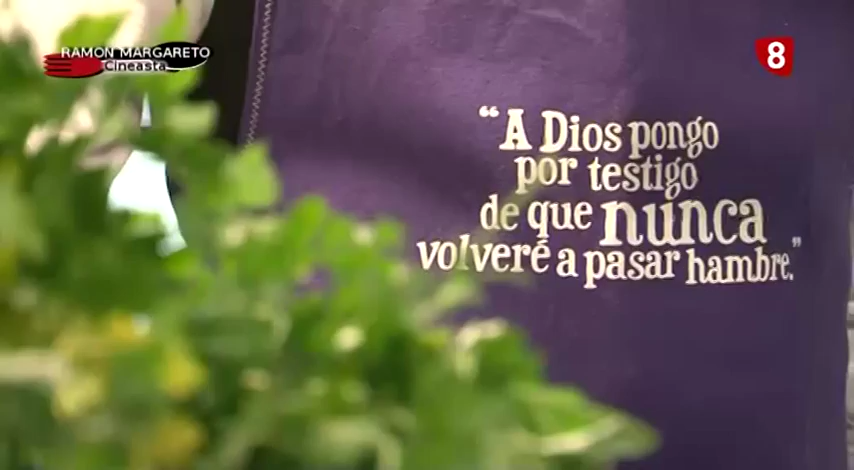 RAMON MARGARETO
Cineasta
8
“A Dios pongo
por testigo
de que nunca
volveré a pasar hambre.”